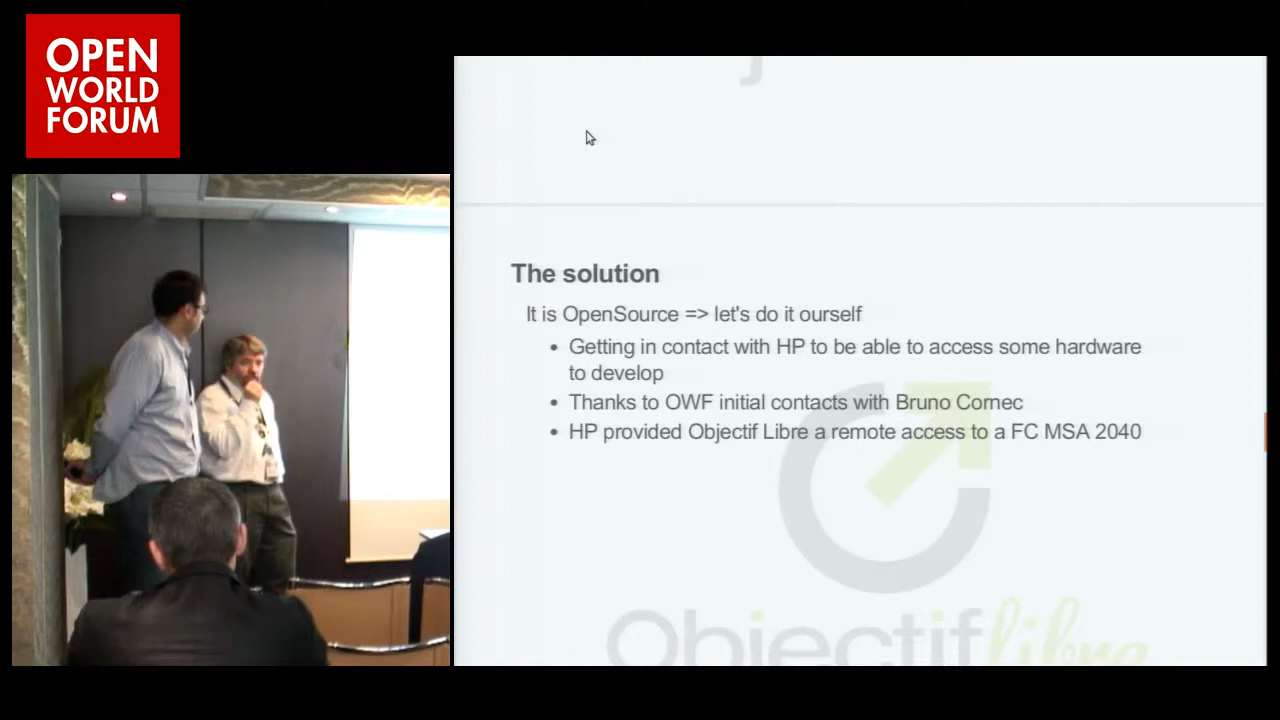 OPEN
WORLD
FORUM
The solution
It is OpenSource => let's do it ourself
• Getting in contact with HP to be able to access some hardware
to develop
• Thanks to OWF initial contacts with Bruno Cornec
• HP provided Objectif Libre a remote access to a FC MSA 2040
Objectif libre